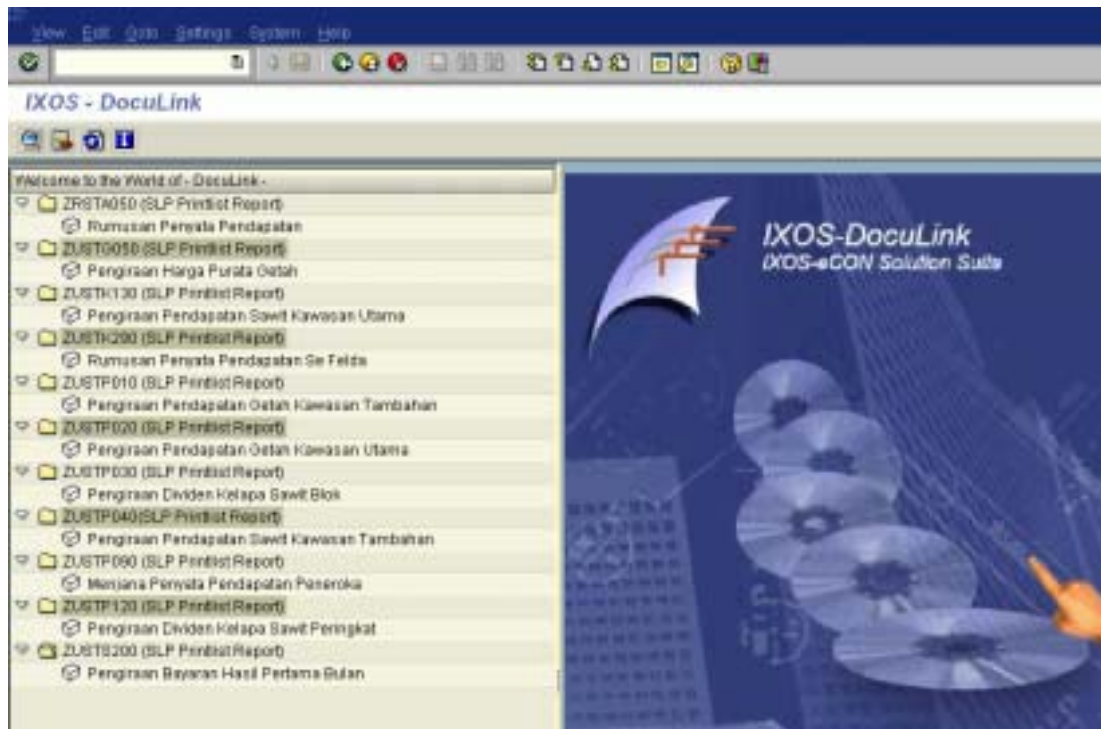 View Edit Goto Settings System Help
IXOS - DocuLink
Welcome to the World of - DocuLink -
ZRSTA050 (SLP Printlist Report)
Rumusan Penyata Pendapatan
ZUSTG050 (SLP Printlist Report)
Pengiraan Harga Purata Getah
ZUSTK130 (SLP Printlist Report)
Pengiraan Pendapatan Sawit Kawasan Utama
ZUSTK200 (SLP Printlist Report)
Rumusan Penyata Pendapatan Se Felda
ZUSTP010 (SLP Printlist Report)
Pengiraan Pendapatan Getah Kawasan Tambahan
ZUSTP020 (SLP Printlist Report)
Pengiraan Pendapatan Getah Kawasan Utama
ZUSTP030 (SLP Printlist Report)
Pengiraan Dividen Kelapa Sawit Blok
ZUSTP040(SLP Printlist Report)
Pengiraan Pendapatan Sawit Kawasan Tambahan
ZUSTP090 (SLP Printlist Report)
Menjana Penyata Pendapatan Peneroka
ZUSTP120 (SLP Printlist Report)
Pengiraan Dividen Kelapa Sawit Peringkat
ZUSTS200 (SLP Printlist Report)
Pengiraan Bayaran Hasil Pertama Bulan
IXOS-DocuLink
IXOS-eCON Solution Suite